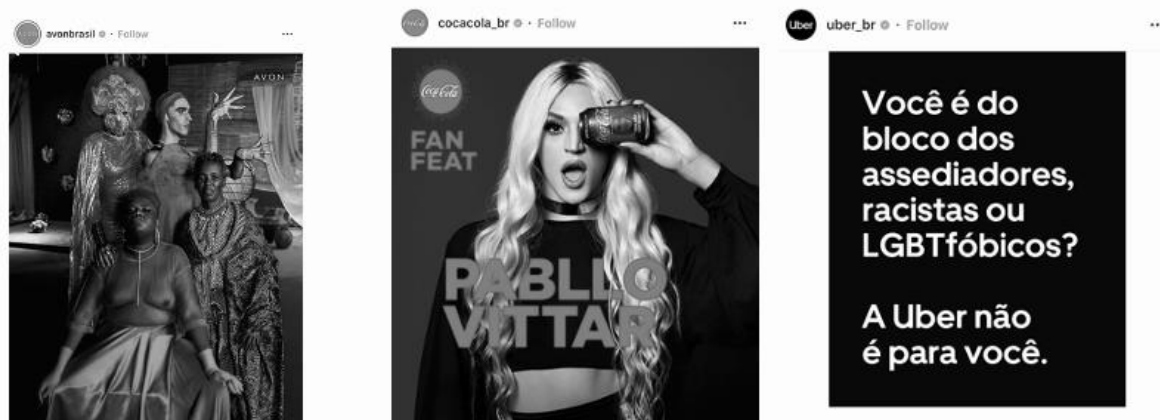 avonbrasil · Follow
AVON
cocacola_br · Follow
Coca-Cola
FAN
FEAT
PABLLO
VITTAR
Uber
uber_br · Follow
Você é do
bloco dos
assediadores,
racistas ou
LGBTfóbicos?
A Uber não
é para você.